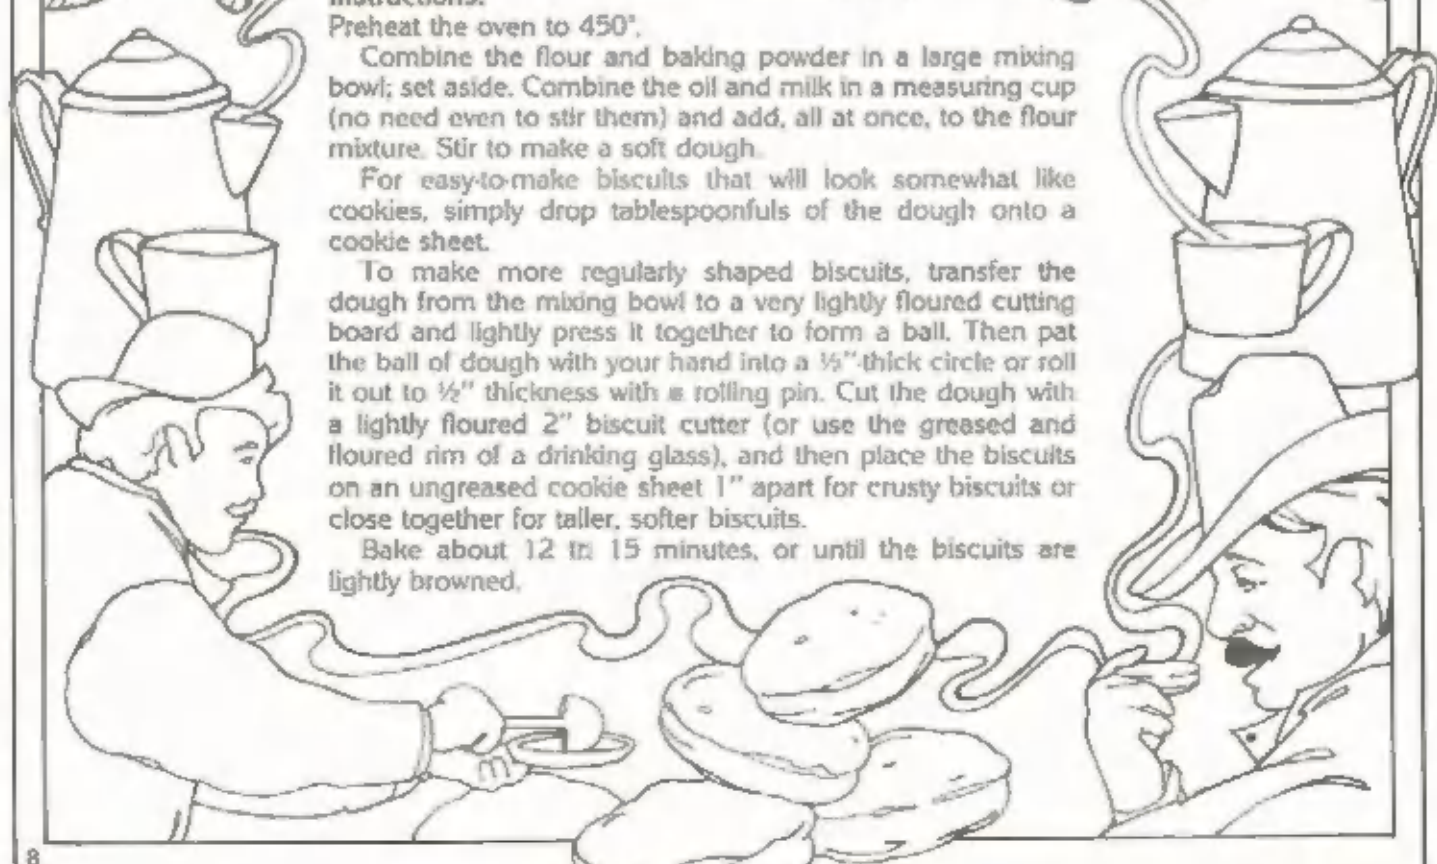 Instructions:
Preheat the oven to 450°.
Combine the flour and baking powder in a large mixing
bowl; set aside. Combine the oil and milk in a measuring cup
(no need even to stir them) and add, all at once, to the flour
mixture. Stir to make a soft dough.
For easy-to-make biscuits that will look somewhat like
cookies, simply drop tablespoonfuls of the dough onto a
cookie sheet.
To make more regularly shaped biscuits, transfer the
dough from the mixing bowl to a very lightly floured cutting
board and lightly press it together to form a ball. Then pat
the ball of dough with your hand into a ½"-thick circle or roll
it out to ½" thickness with a rolling pin. Cut the dough with
a lightly floured 2" biscuit cutter (or use the greased and
floured rim of a drinking glass), and then place the biscuits
on an ungreased cookie sheet 1" apart for crusty biscuits or
close together for taller, softer biscuits.
Bake about 12 to 15 minutes, or until the biscuits are
lightly browned.
8